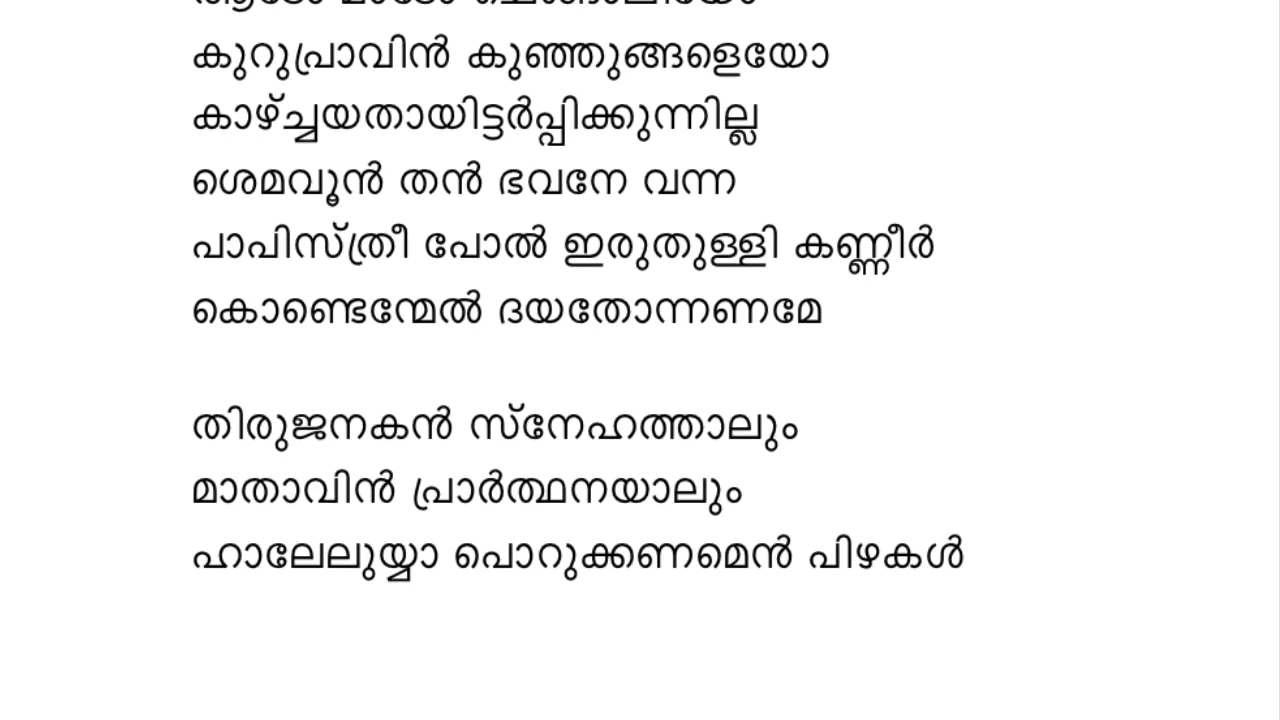 കുറുപ്രാവിൻ കുഞ്ഞുങ്ങളെയോ
കാഴ്ച്ചയതായിട്ടർപ്പിക്കുന്നില്ല
ശെമവൂൻ തൻ ഭവനേ വന്ന
പാപിസ്ത്രീ പോൽ ഇരുതുള്ളി കണ്ണീർ
കൊണ്ടെന്മേൽ ദയതോന്നണമേ
തിരുജനകൻ സ്നേഹത്താലും
മാതാവിൻ പ്രാർത്ഥനയാലും
ഹാലേലുയ്യാ പൊറുക്കണമെൻ പിഴകൾ